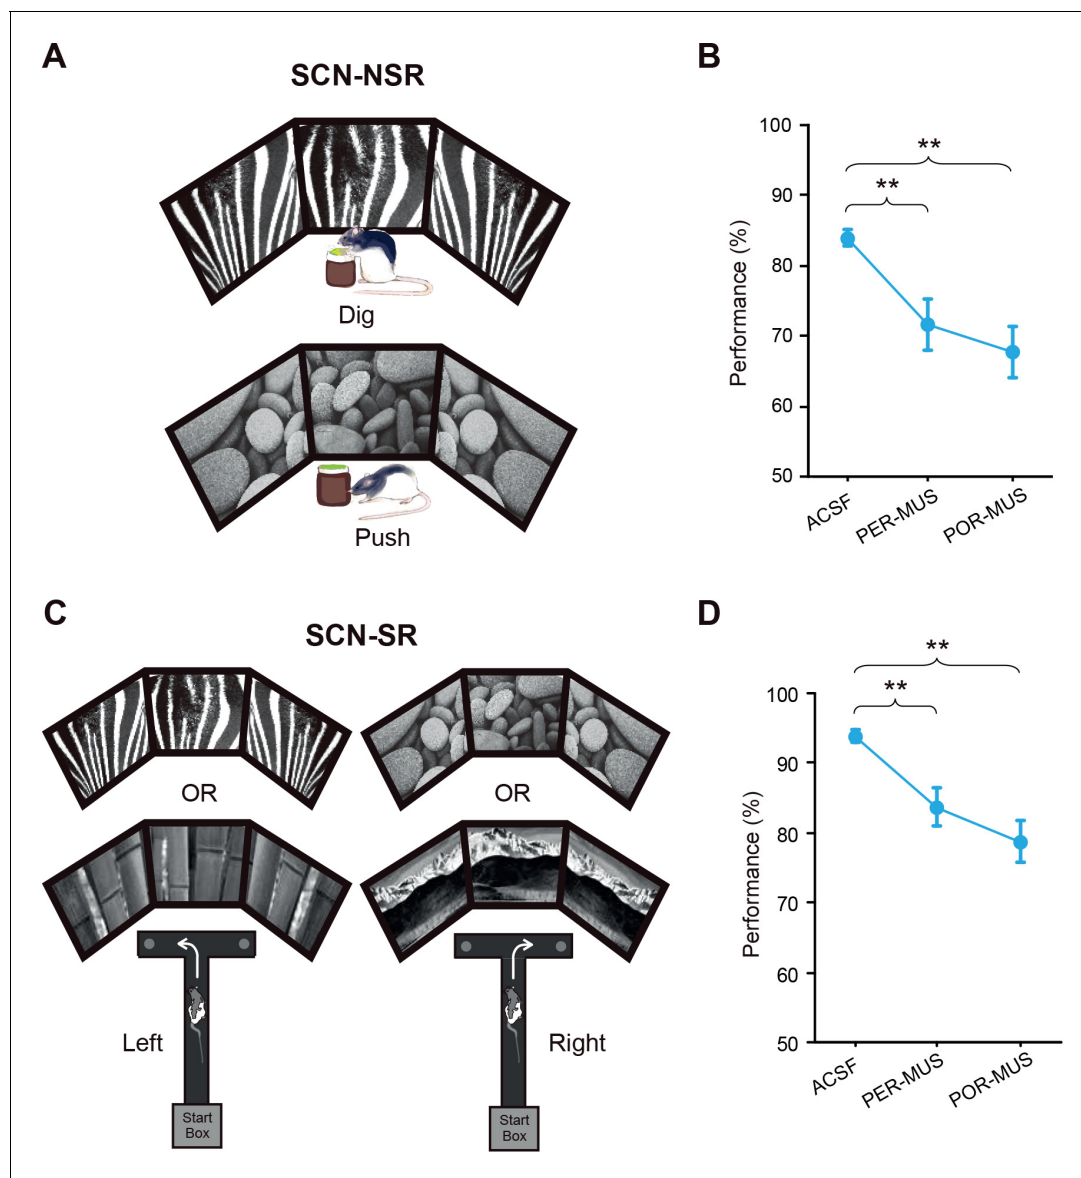 A
SCN-NSR
Dig
Push
B
100
90
80
70
60
50
Performance (%)
**
**
ACSF
PER-MUS
POR-MUS
C
SCN-SR
OR
OR
Left
Right
Start
Box
Start
Box
D
100
90
80
70
60
50
Performance (%)
**
**
ACSF
PER-MUS
POR-MUS